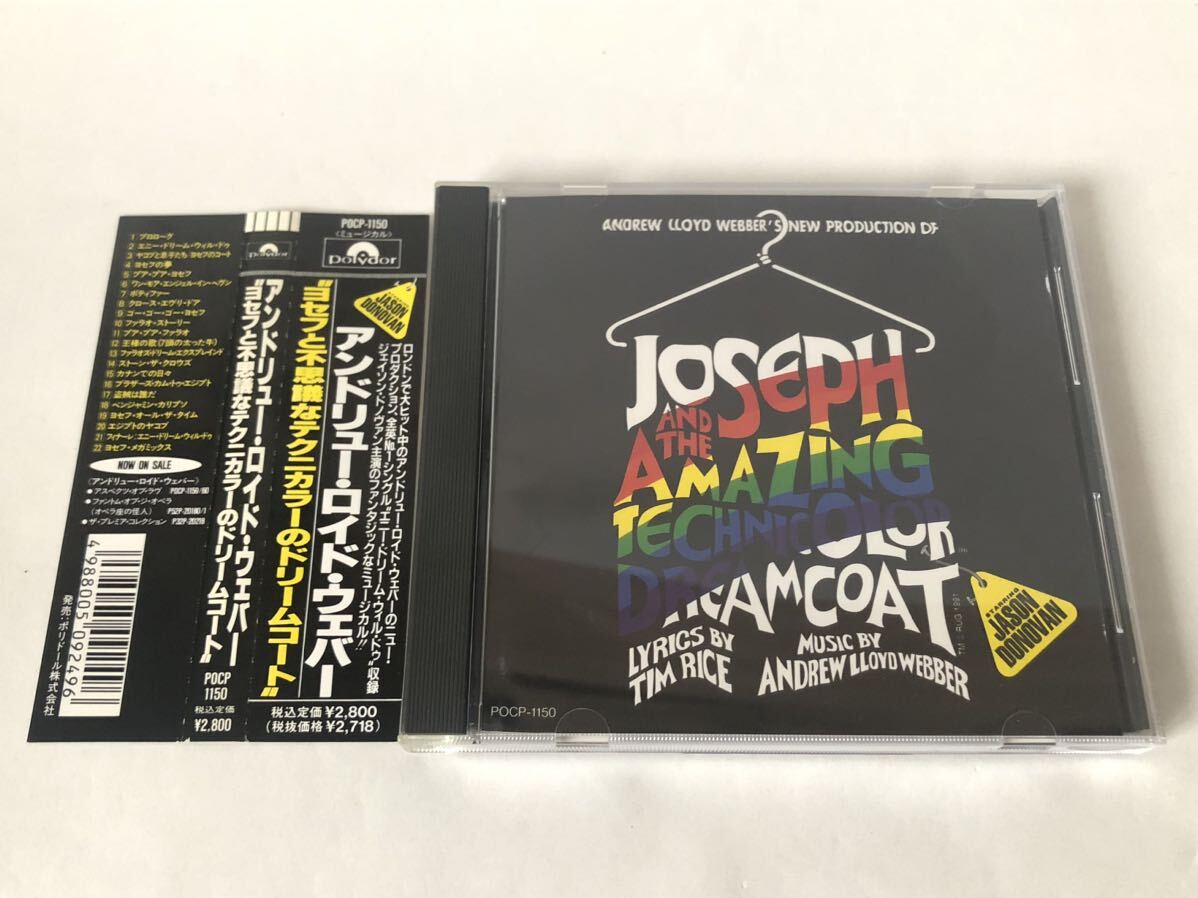 1 プロローグ
2 エニー・ドリーム・ウィル・ドゥ
3 ヤコブと息子たち ヨセフのコート
4 ヨセフの夢
5 プア・プア・ヨセフ
6 ワン・モア・エンジェル・イン・ヘヴン
7 ポティファー
8 クロース・エヴリ・ドア
9 ゴー・ゴー・ゴー・ヨセフ
10 ファラオ・ストーリー
11 プア・プア・ファラオ
12 王様の歌(7頭の太った牛)
13 ファラオズ・ドリーム・エクスプレインド
14 ストーン・ザ・クロウズ
15 カナンでの日々
16 ブラザーズ・カム・トゥ・エジプト
17 盗賊は誰だ
18 ベンジャミン・カリプソ
19 ヨセフ・オール・ザ・タイム
20 エジプトのヤコブ
21 フィナーレ:エニー・ドリーム・ウィル・ドゥ
22 ヨセフ・メガミックス
NOW ON SALE
〈アンドリュー・ロイド・ウェバー〉
●アスペクツ・オブ・ラヴ POCP-1159/60
●ファントム・オブ・ジ・オペラ
(オペラ座の怪人) P52P-20180/1
●ザ・プレミア・コレクション P32P-20218
4988005092496
発売:ポリドール株式会社
polydor
アンドリュー・ロイド・ウェバー
"ヨセフと不思議なテクニカラーのドリームコート"
POCP
1150
税込定価
¥2,800
POCP-1150
〈ミュージカル〉
polydor
STARRING
JASON
DONOVAN
ロンドンで大ヒット中のアンドリュー・ロイド・ウェバーのニュー・
プロダクション、全英No.1シングル"エニー・ドリーム・ウィル・ドゥ"収録
ジェイソン・ドノヴァン主演のファンタジックなミュージカル!!
アンドリュー・ロイド・ウェバー
"ヨセフと不思議なテクニカラーのドリームコート"
税込定価 ¥2,800
(税抜価格 ¥2,718)
ANDREW LLOYD WEBBER'S NEW PRODUCTION OF
JOSEPH
AND THE
AMAZING
TECHNICOLOR
DREAMCOAT
STARRING
JASON
DONOVAN
LYRICS BY
TIM RICE
MUSIC BY
ANDREW LLOYD WEBBER
POCP-1150